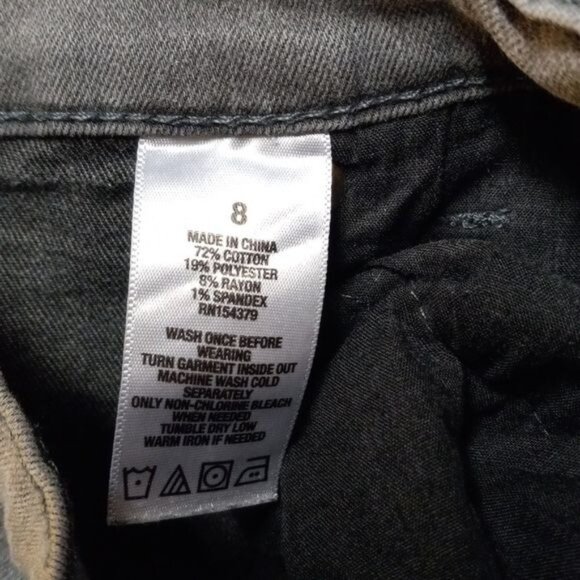 8
MADE IN CHINA
72% COTTON
19% POLYESTER
8% RAYON
1% SPANDEX
RN154379
WASH ONCE BEFORE
WEARING
TURN GARMENT INSIDE OUT
MACHINE WASH COLD
SEPARATELY
ONLY NON-CHLORINE BLEACH
WHEN NEEDED
TUMBLE DRY LOW
WARM IRON IF NEEDED